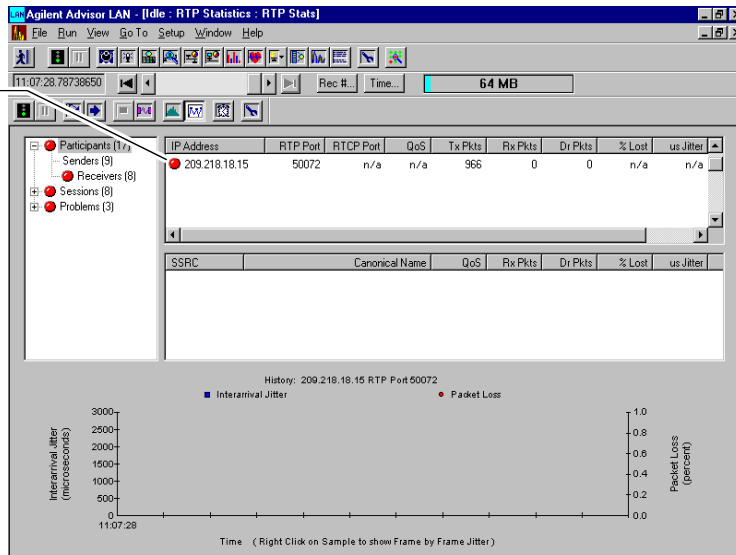 LAN Agilent Advisor LAN - [Idle : RTP Statistics : RTP Stats]
File Run View Go To Setup Window Help
11:07:28.78738650 Rec #... Time... 64 MB
Participants (17)
Senders (9)
Receivers (8)
Sessions (8)
Problems (3)
IP Address RTP Port RTCP Port QoS Tx Pkts Rx Pkts Dr Pkts % Lost us Jitter
209.218.18.15 50072 n/a n/a 966 0 0 n/a n/a
SSRC Canonical Name QoS Rx Pkts Dr Pkts % Lost us Jitter
History: 209.218.18.15 RTP Port 50072
Interarrival Jitter Packet Loss
Interarrival Jitter
(microseconds)
3000
2500
2000
1500
1000
500
0
1.0
0.8
0.6
0.4
0.2
0.0
Packet Loss
(percent)
11:07:28
Time ( Right Click on Sample to show Frame by Frame Jitter )